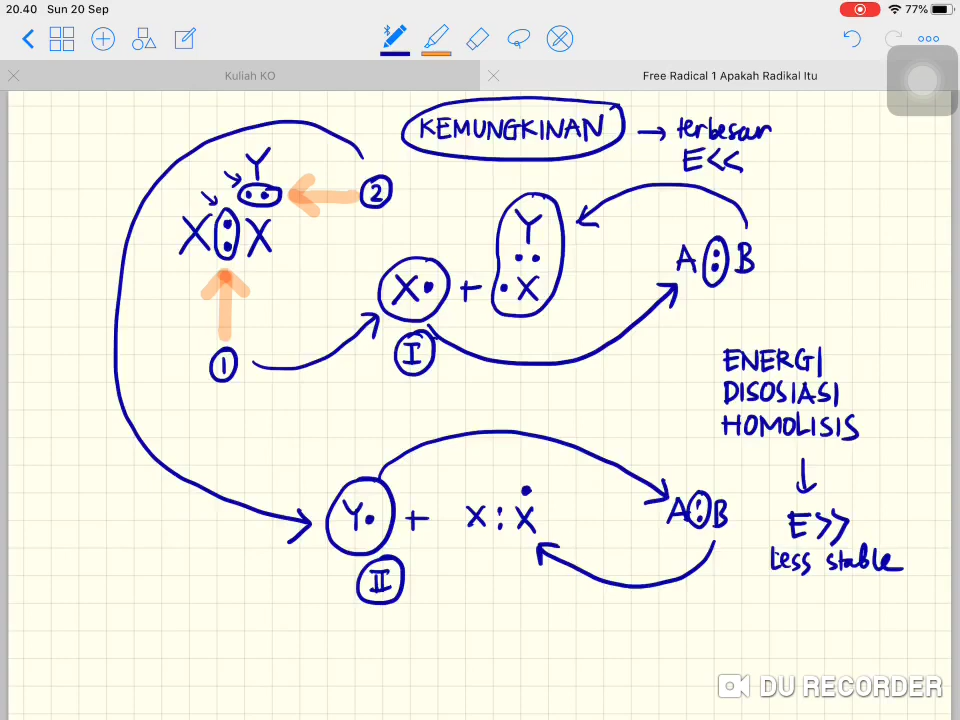 20.40 Sun 20 Sep
77%
Kuliah KO
Free Radical 1 Apakah Radikal Itu
KEMUNGKINAN → terbesar
E<<
Y
2
X : X
Y
X• + •X
A : B
I
1
ENERGI
DISOSIASI
HOMOLISIS
Y• + X : X
A : B
E >>
less stable
II
DU RECORDER